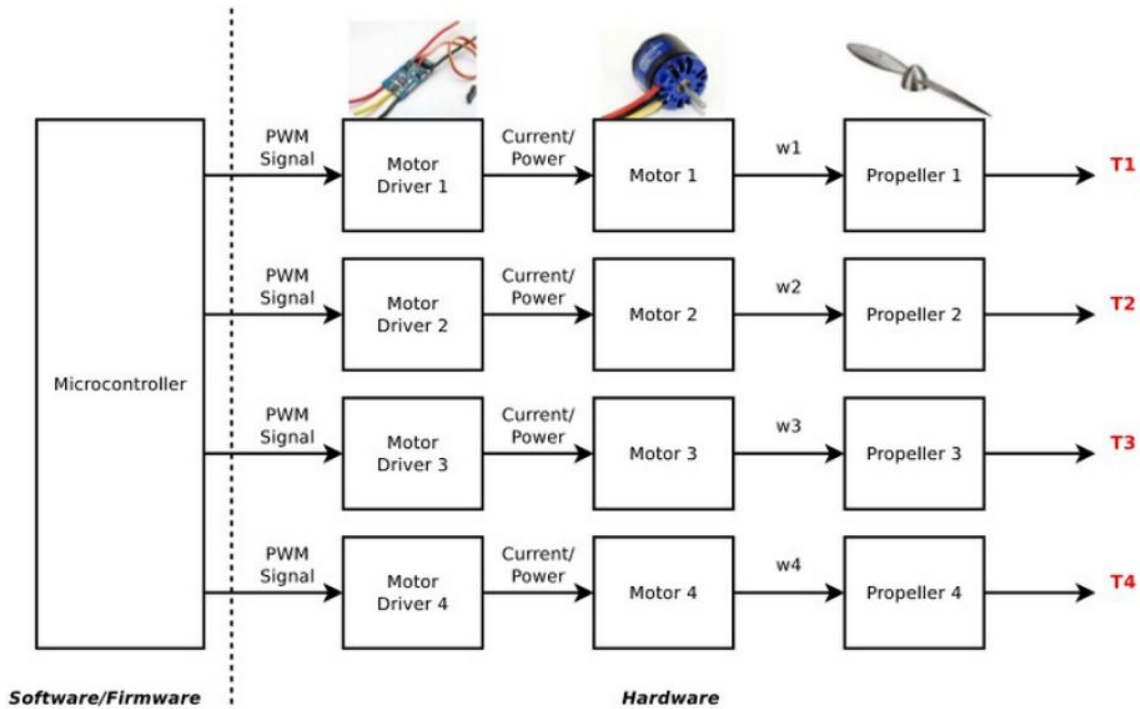 PWM
Signal
Motor
Driver 1
Current/
Power
Motor 1
w1
Propeller 1
T1
PWM
Signal
Motor
Driver 2
Current/
Power
Motor 2
w2
Propeller 2
T2
Microcontroller
PWM
Signal
Motor
Driver 3
Current/
Power
Motor 3
w3
Propeller 3
T3
PWM
Signal
Motor
Driver 4
Current/
Power
Motor 4
w4
Propeller 4
T4
Software/Firmware
Hardware